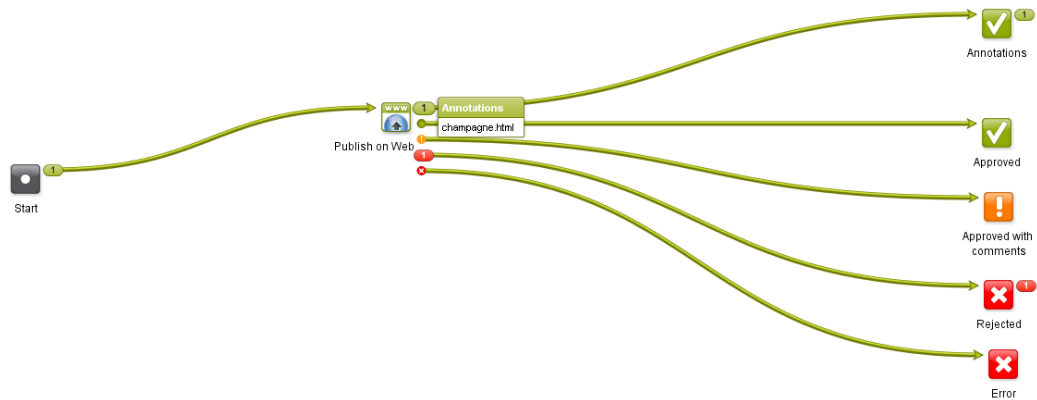 1
Annotations
1
Annotations
champagne.html
www
Publish on Web
Approved
1
1
Start
!
!
Approved with
comments
1
Rejected
Error